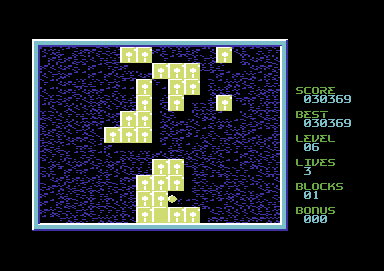 SCORE
030369
BEST
030369
LEVEL
06
LIVES
3
BLOCKS
01
BONUS
000